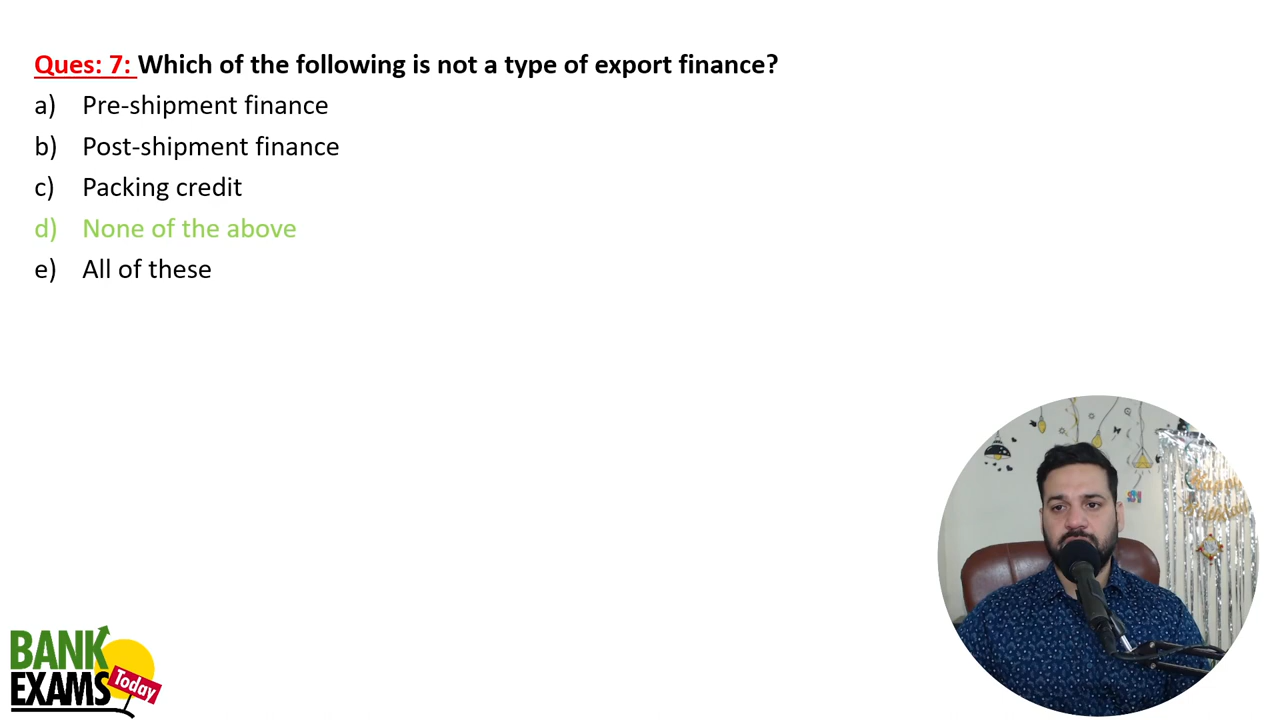 Ques: 7: Which of the following is not a type of export finance?
a) Pre-shipment finance
b) Post-shipment finance
c) Packing credit
d) None of the above
e) All of these
BANK
EXAMS
Today